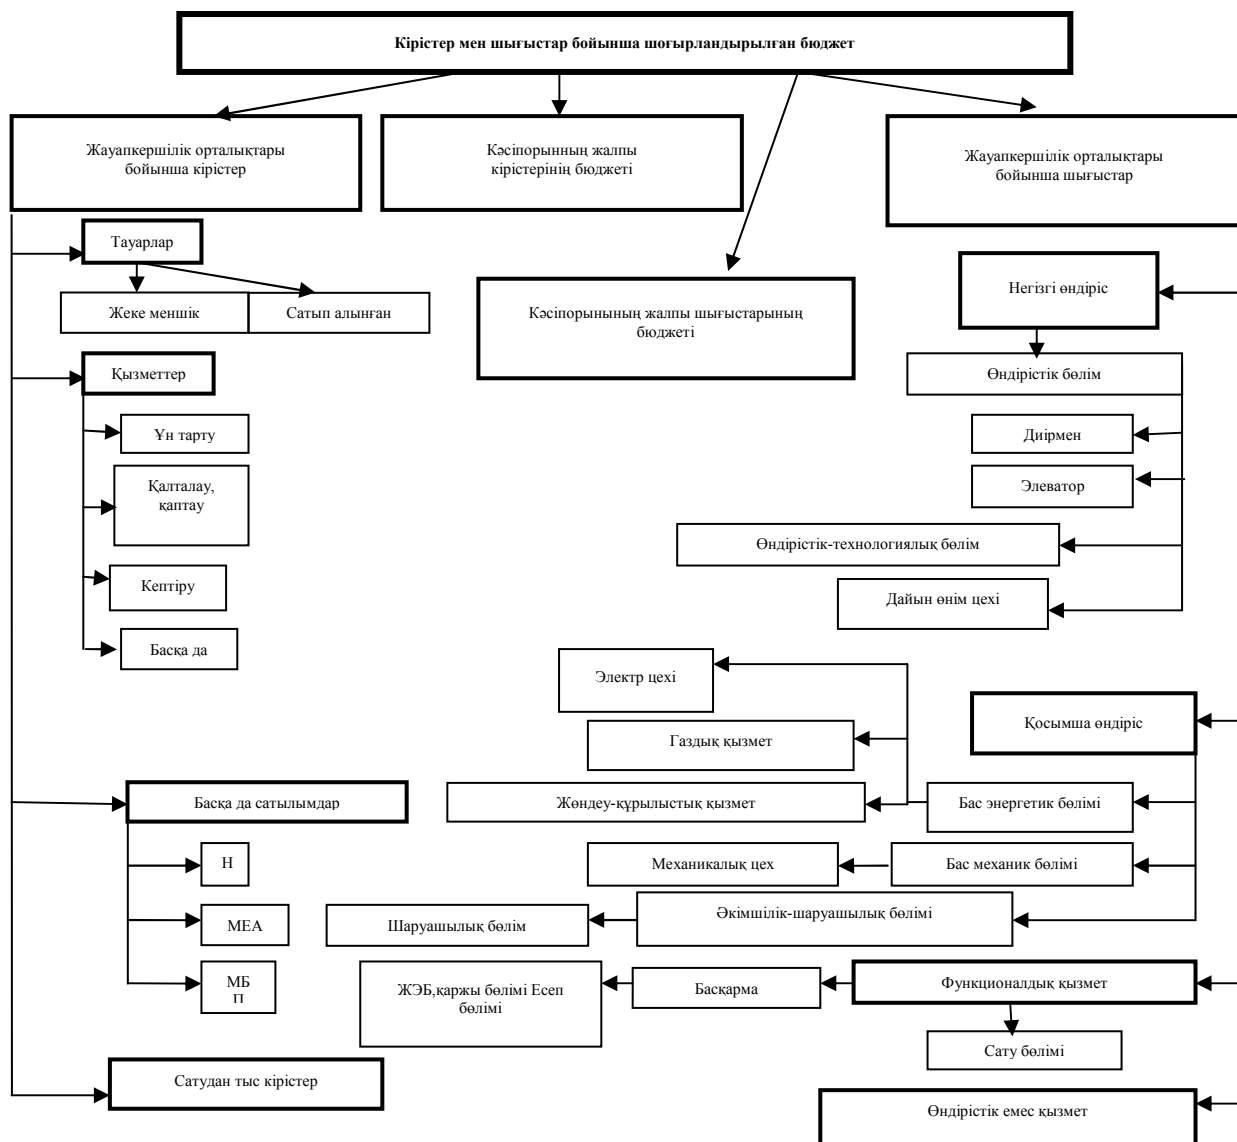 Кірістер мен шығыстар бойынша шоғырландырылған бюджет
Жауапкершілік орталықтары
бойынша кірістер
Кәсіпорынның жалпы
кірістерінің бюджеті
Жауапкершілік орталықтары
бойынша шығыстар
Тауарлар
Жеке меншік
Сатып алынған
Кәсіпорынының жалпы шығыстарының
бюджеті
Негізгі өндіріс
Өндірістік бөлім
Қызметтер
Ұн тарту
Диірмен
Қалталау,
қаптау
Элеватор
Өндірістік-технологиялық бөлім
Кептіру
Дайын өнім цехі
Басқа да
Электр цехі
Қосымша өндіріс
Газдық қызмет
Басқа да сатылымдар
Жөндеу-құрылыстық қызмет
Бас энергетик бөлімі
Н
Механикалық цех
Бас механик бөлімі
МЕА
Шаруашылық бөлім
Әкімшілік-шаруашылық бөлімі
МБ
П
ЖЭБ,қаржы бөлімі Есеп
бөлімі
Басқарма
Функционалдық қызмет
Сату бөлімі
Сатудан тыс кірістер
Өндірістік емес қызмет